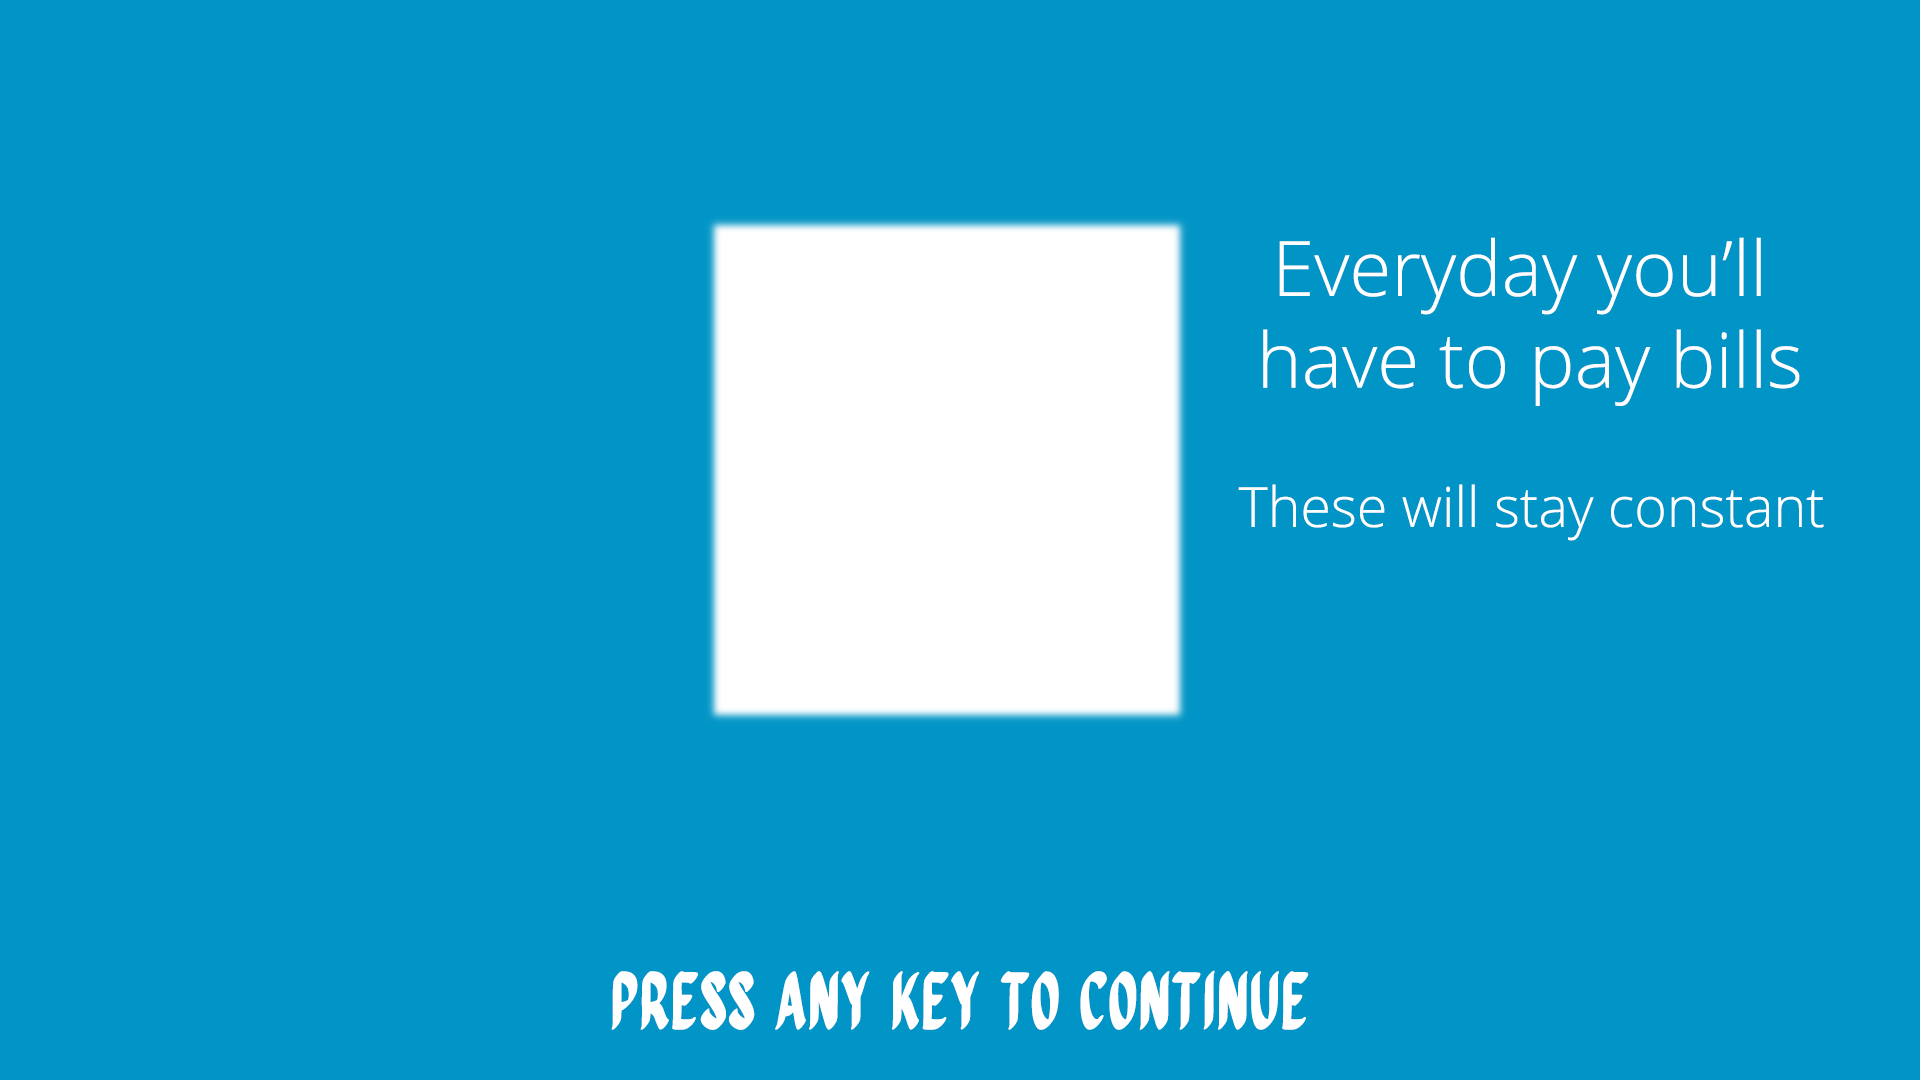 Everyday you’ll
have to pay bills
These will stay constant
PRESS ANY KEY TO CONTINUE